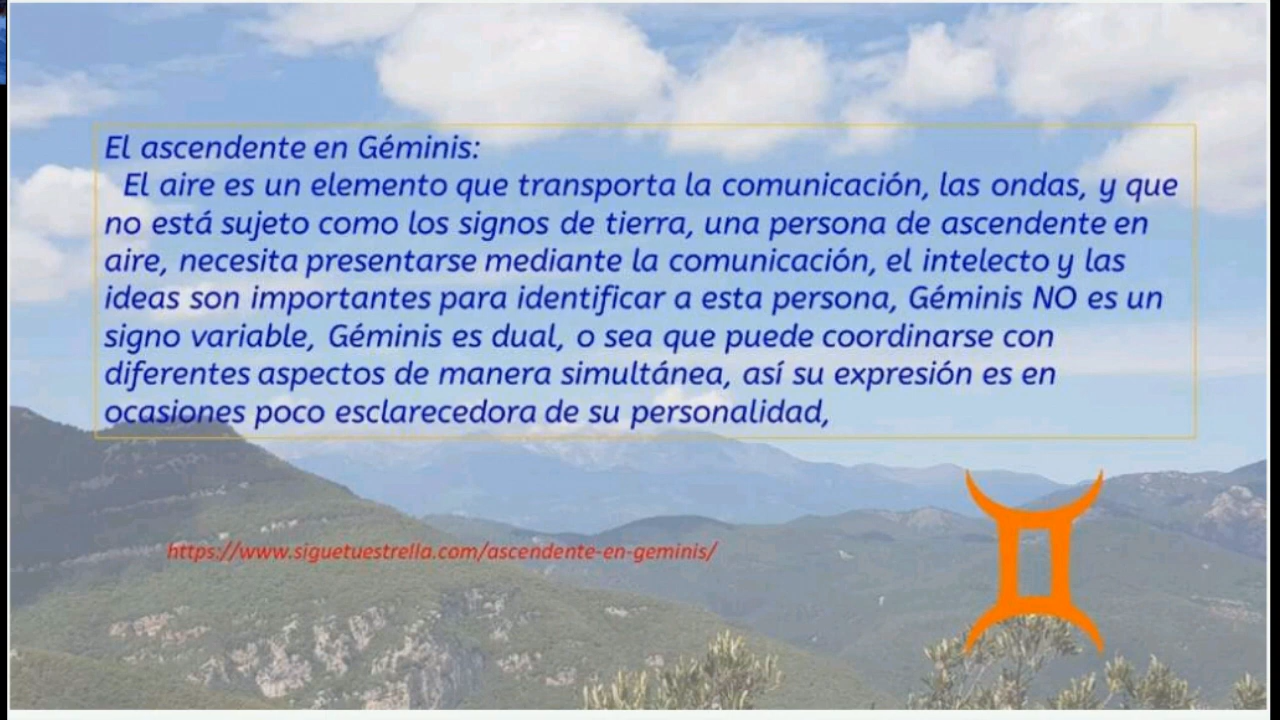 El ascendente en Géminis:
El aire es un elemento que transporta la comunicación, las ondas, y que
no está sujeto como los signos de tierra, una persona de ascendente en
aire, necesita presentarse mediante la comunicación, el intelecto y las
ideas son importantes para identificar a esta persona, Géminis NO es un
signo variable, Géminis es dual, o sea que puede coordinarse con
diferentes aspectos de manera simultánea, así su expresión es en
ocasiones poco esclarecedora de su personalidad,
https://www.siguetuestrella.com/ascendente-en-geminis/